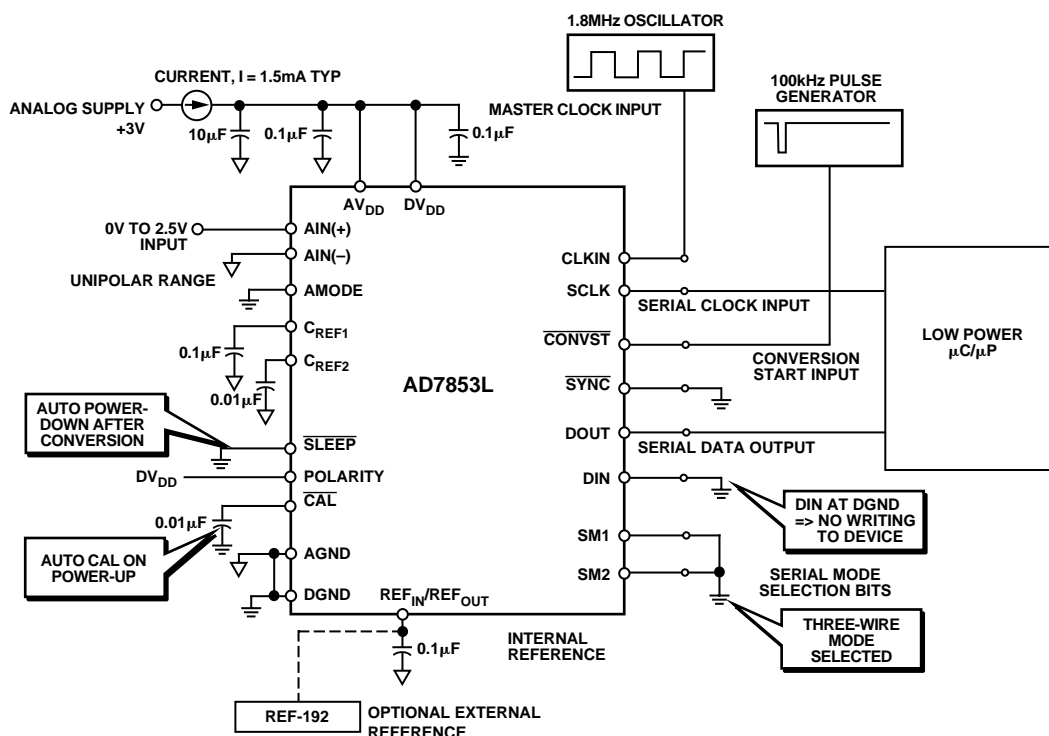 1.8MHz OSCILLATOR
CURRENT, I = 1.5mA TYP
100kHz PULSE
GENERATOR
ANALOG SUPPLY
+3V
MASTER CLOCK INPUT
10µF
0.1µF
0.1µF
AVDD
DVDD
0V TO 2.5V
INPUT
AIN(+)
AIN(–)
UNIPOLAR RANGE
AMODE
CREF1
0.1µF
CREF2
0.01µF
AD7853L
CLKIN
SCLK
SERIAL CLOCK INPUT
CONVST
CONVERSION
START INPUT
SYNC
DOUT
SERIAL DATA OUTPUT
LOW POWER
µC/µP
AUTO POWER-
DOWN AFTER
CONVERSION
SLEEP
DVDD
POLARITY
CAL
0.01µF
AUTO CAL ON
POWER-UP
AGND
DGND
DIN
DIN AT DGND
=> NO WRITING
TO DEVICE
SM1
SM2
SERIAL MODE
SELECTION BITS
THREE-WIRE
MODE
SELECTED
REFIN/REFOUT
0.1µF
INTERNAL
REFERENCE
REF-192
OPTIONAL EXTERNAL
REFERENCE